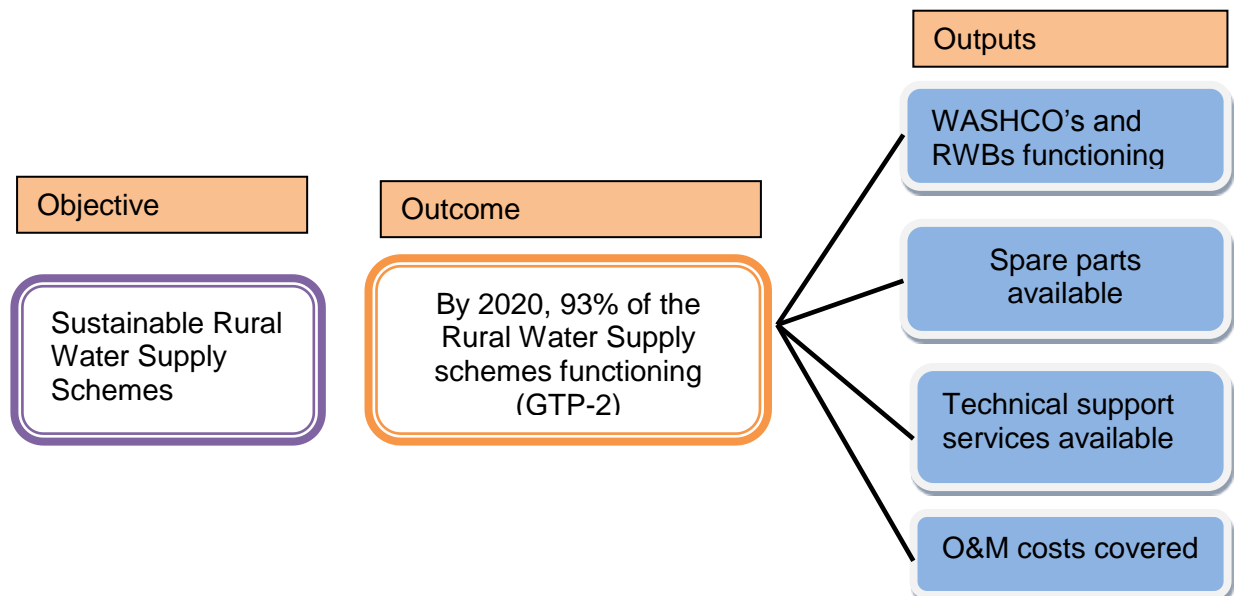 Objective
Sustainable Rural
Water Supply
Schemes
Outcome
By 2020, 93% of the
Rural Water Supply
schemes functioning
(GTP-2)
Outputs
WASHCO's and
RWBs functioning
Spare parts
available
Technical support
services available
O&M costs covered